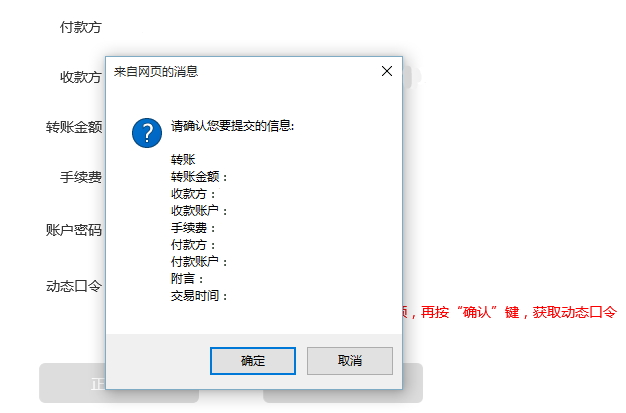 付款方
来自网页的消息
收款方
请确认您要提交的信息:
转账金额
转账
转账金额：
手续费
收款方：
收款账户：
手续费：
账户密码
付款方：
付款账户：
附言：
动态口令
交易时间：
，再按“确认”键，获取动态口令
确定
取消
正